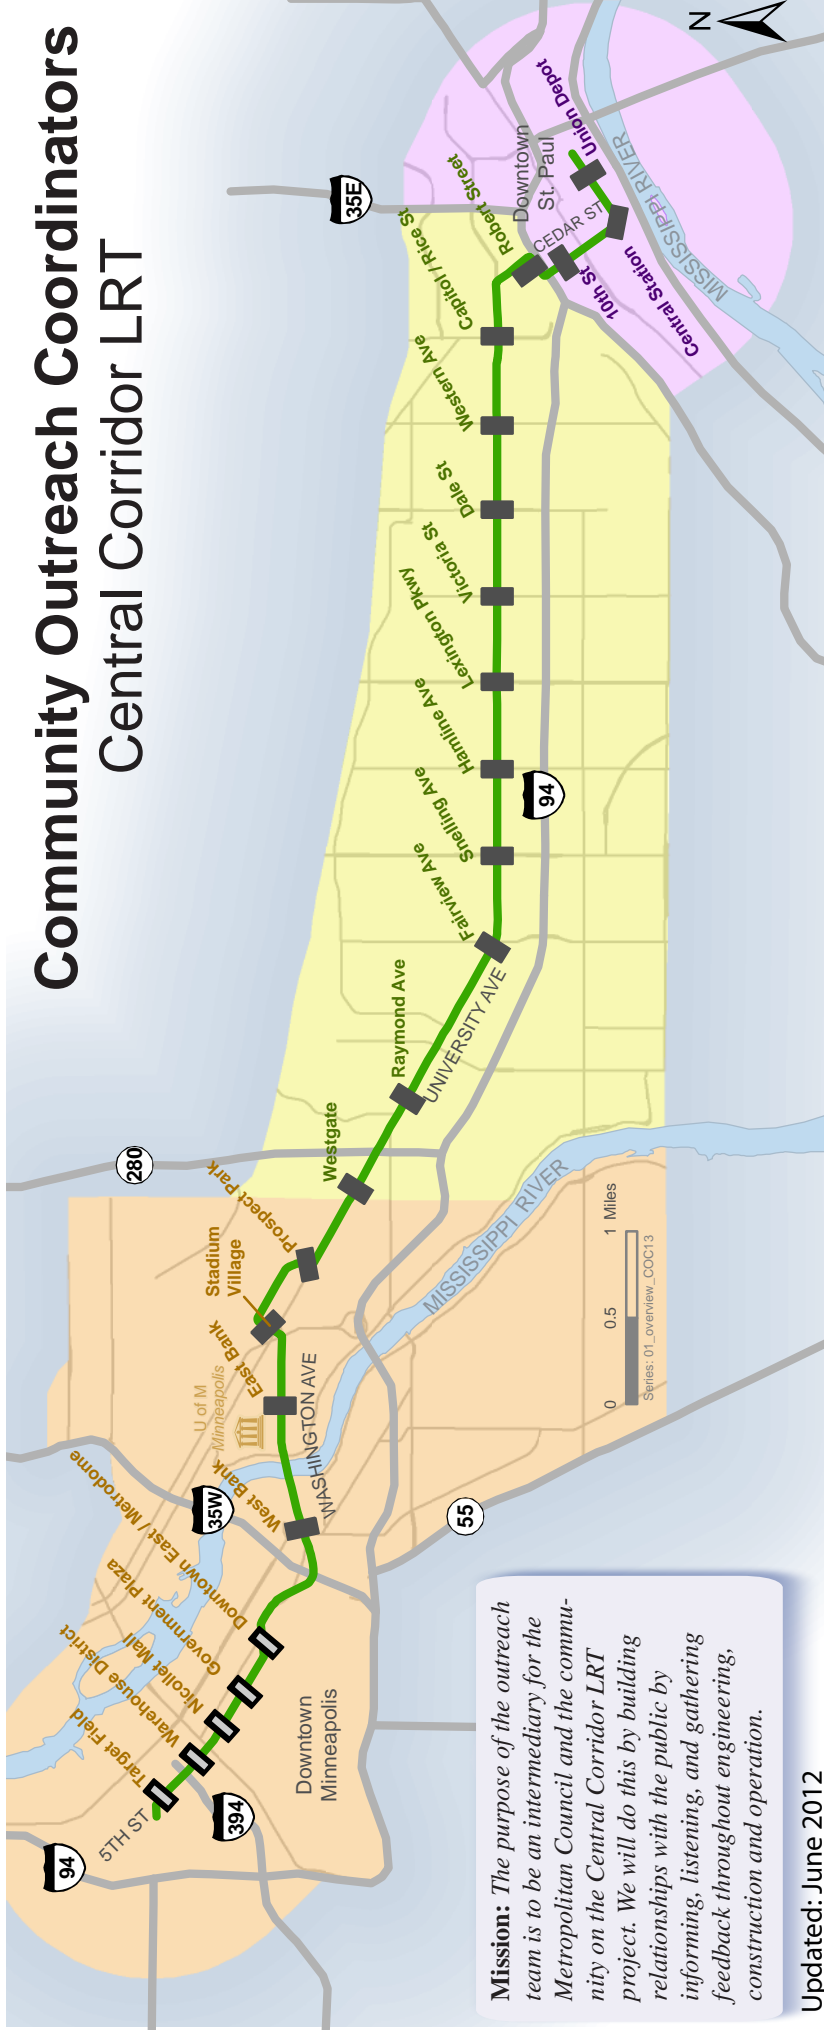 Community Outreach Coordinators
Central Corridor LRT
N
94
5TH ST
394
Target Field
Warehouse District
Nicollet Mall
Government Plaza
Downtown East / Metrodome
Downtown
Minneapolis
35W
West Bank
U of M
Minneapolis
East Bank
WASHINGTON AVE
Stadium
Village
Prospect Park
280
55
MISSISSIPPI RIVER
Westgate
Raymond Ave
UNIVERSITY AVE
Fairview Ave
Snelling Ave
Hamline Ave
94
Lexington Pkwy
Victoria St
Dale St
Western Ave
Capitol / Rice St
35E
Robert Street
Downtown
St. Paul
CEDAR ST
10th St
Central Station
Union Depot
MISSISSIPPI RIVER
0
0.5
1 Miles
Series: 01_overview_COC13
Mission: The purpose of the outreach
team is to be an intermediary for the
Metropolitan Council and the commu-
nity on the Central Corridor LRT
project. We will do this by building
relationships with the public by
informing, listening, and gathering
feedback throughout engineering,
construction and operation.
Updated: June 2012